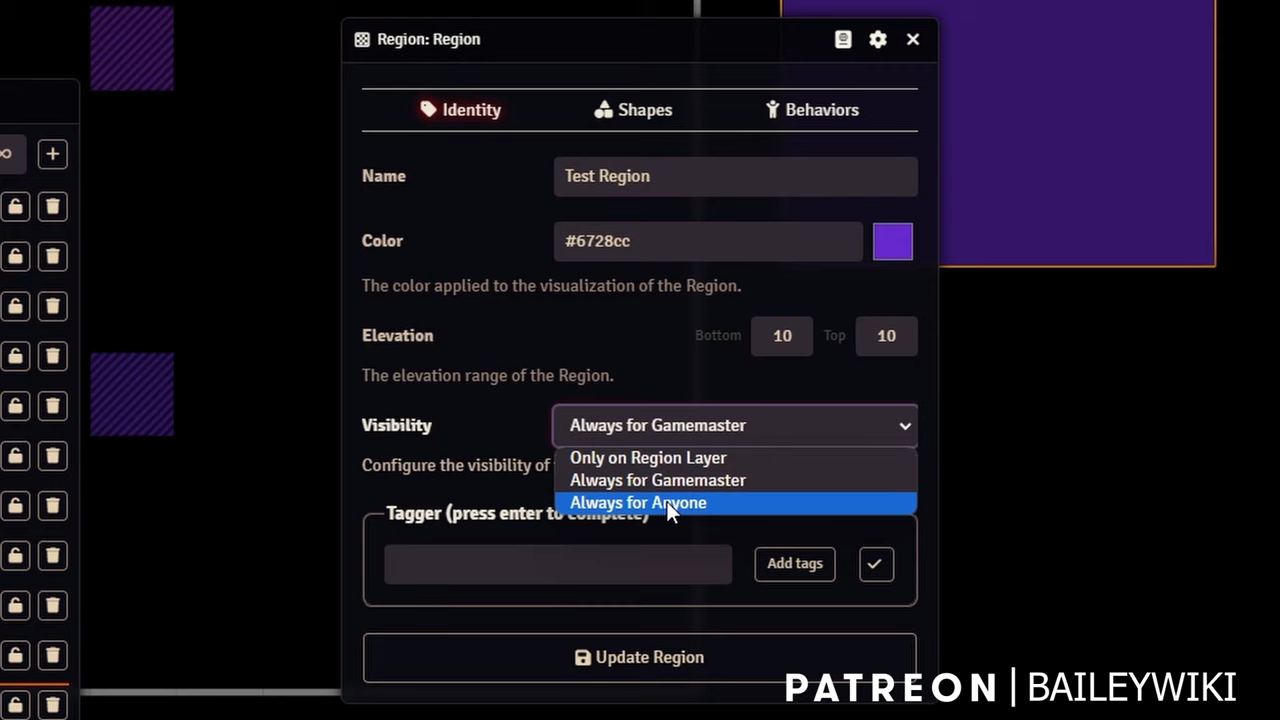 Region: Region
Identity
Shapes
Behaviors
Name
Test Region
Color
#6728cc
The color applied to the visualization of the Region.
Elevation
Bottom
10
Top
10
The elevation range of the Region.
Visibility
Always for Gamemaster
Configure the visibility of
Only on Region Layer
Always for Gamemaster
Always for Anyone
Tagger (press enter to complete)
Add tags
Update Region
PATREON | BAILEYWIKI